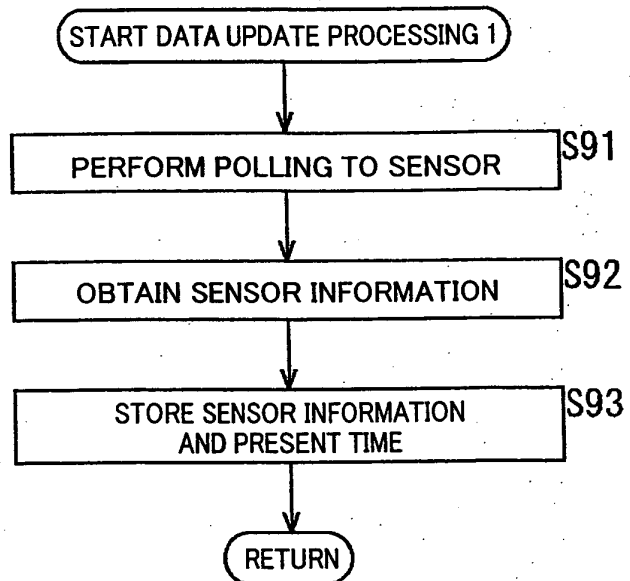 START DATA UPDATE PROCESSING 1
S91
PERFORM POLLING TO SENSOR
S92
OBTAIN SENSOR INFORMATION
S93
STORE SENSOR INFORMATION
AND PRESENT TIME
RETURN